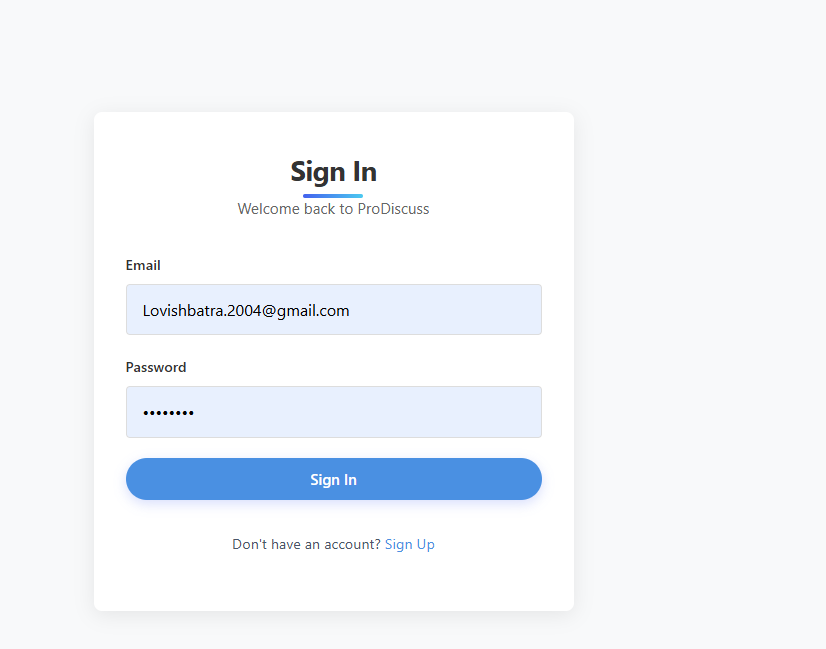 Sign In
Welcome back to ProDiscuss
Email
Lovishbatra.2004@gmail.com
Password
••••••••
Sign In
Don't have an account? Sign Up